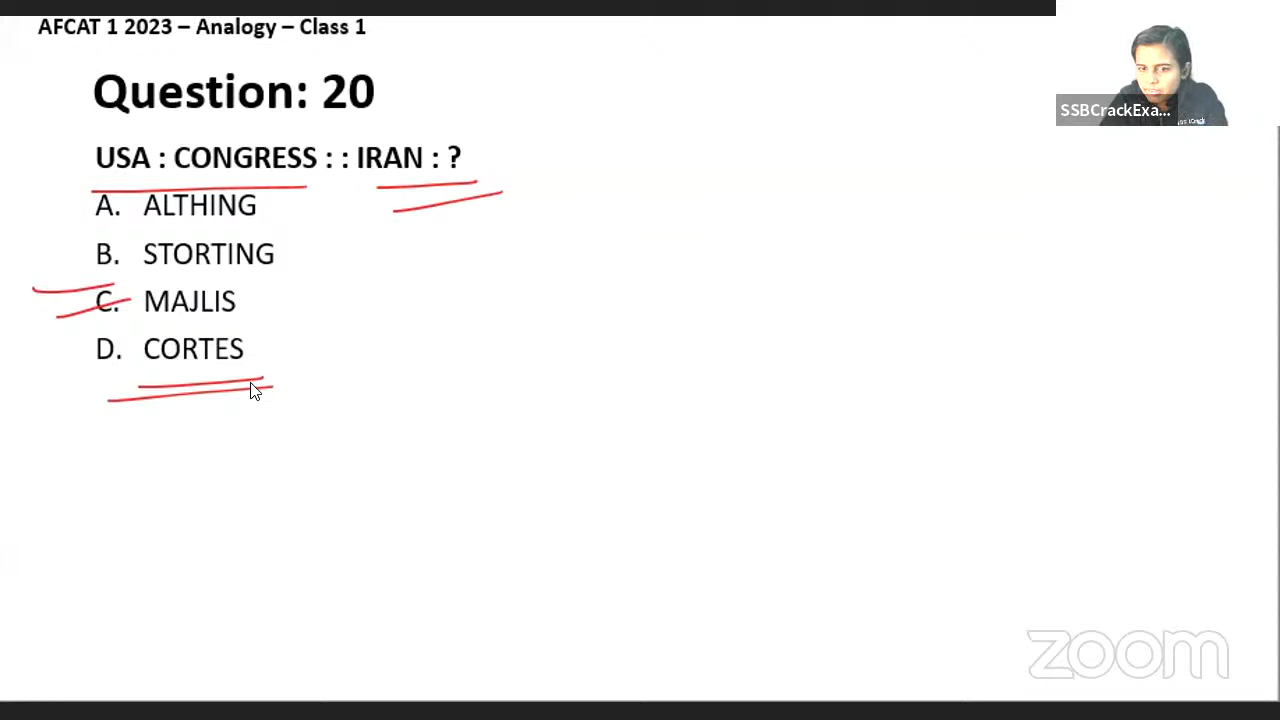 AFCAT 1 2023 – Analogy – Class 1
SSBCrackExa...
Question: 20
USA : CONGRESS : : IRAN : ?
A. ALTHING
B. STORTING
C. MAJLIS
D. CORTES
zoom